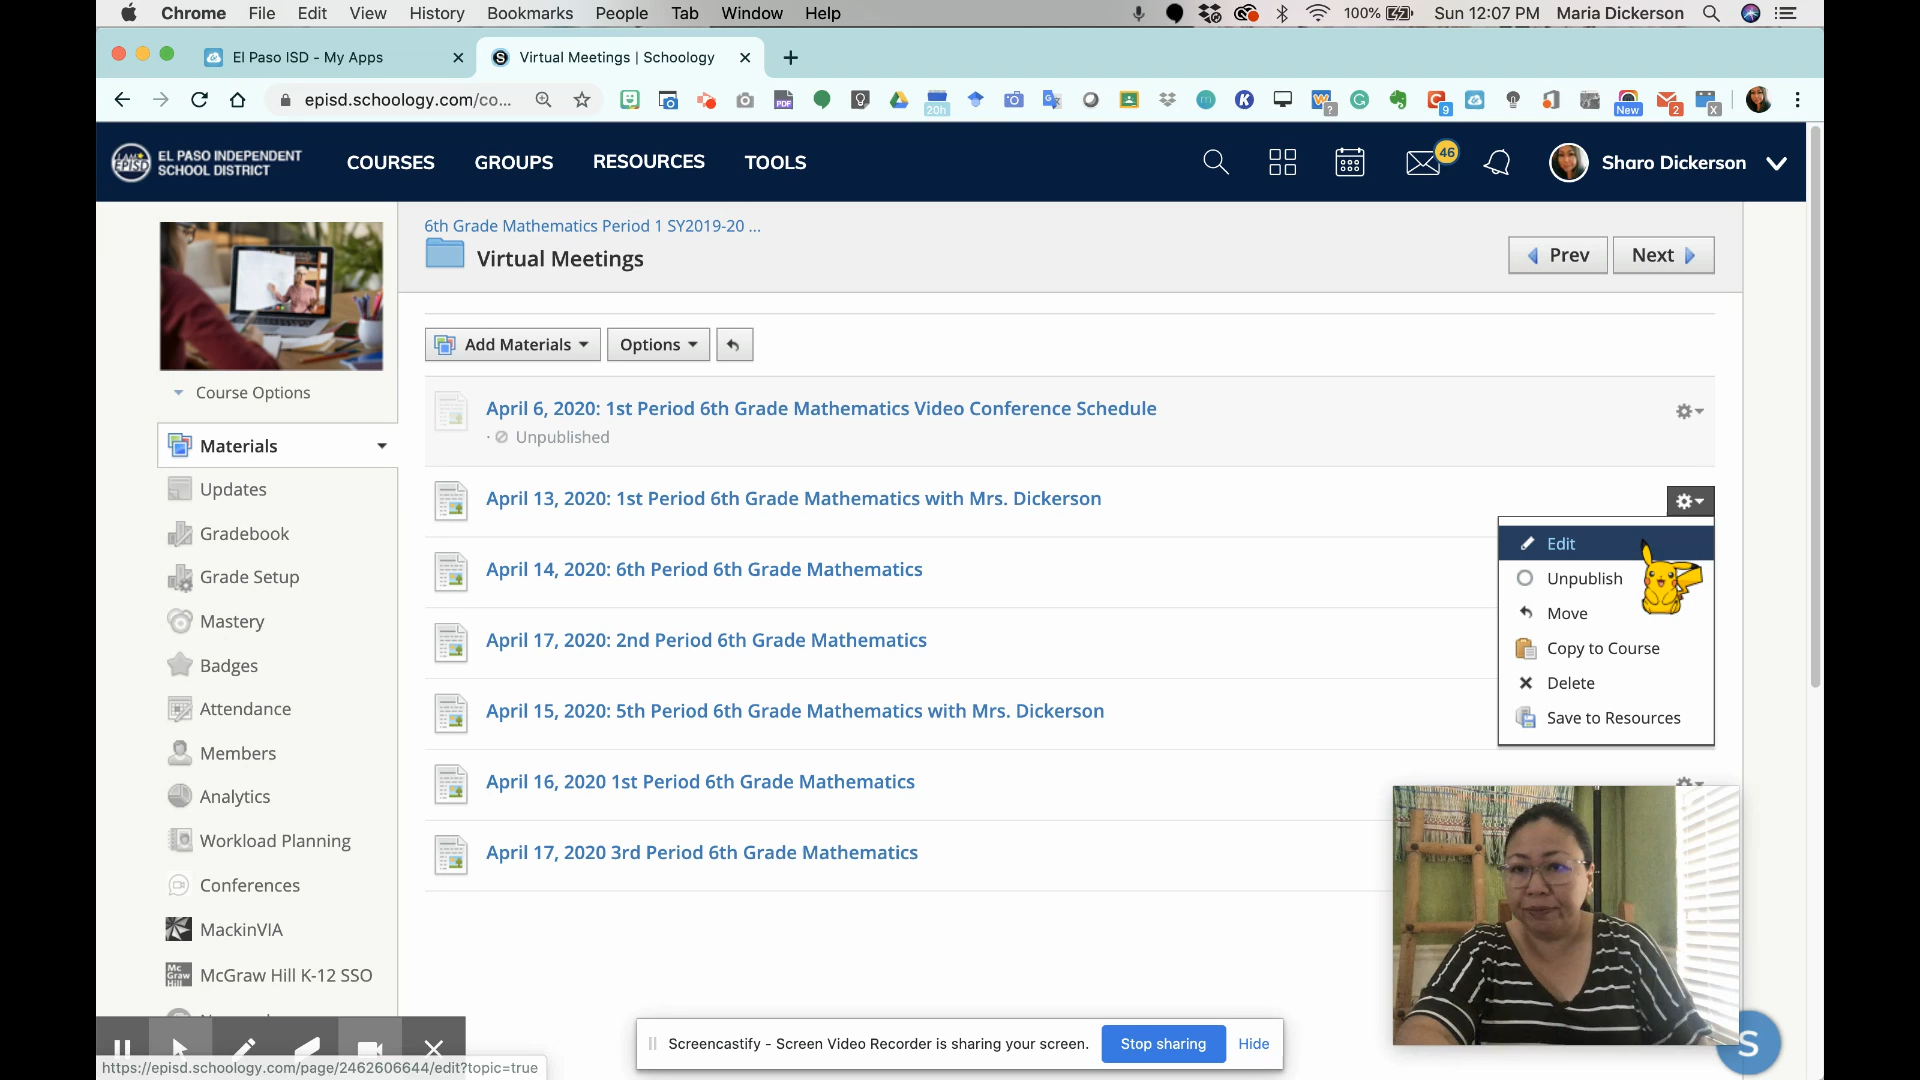 Chrome File Edit View History Bookmarks People Tab Window Help 100% Sun 12:07 PM Maria Dickerson
El Paso ISD - My Apps
Virtual Meetings | Schoology
episd.schoology.com/co...
PDF
20h
?
9
New
2
X
EL PASO INDEPENDENT
SCHOOL DISTRICT
COURSES GROUPS RESOURCES TOOLS
46
Sharo Dickerson
6th Grade Mathematics Period 1 SY2019-20 ...
Virtual Meetings
Prev
Next
Add Materials
Options
Course Options
Materials
Updates
Gradebook
Grade Setup
Mastery
Badges
Attendance
Members
Analytics
Workload Planning
Conferences
MackinVIA
Mc
Graw
Hill
McGraw Hill K-12 SSO
April 6, 2020: 1st Period 6th Grade Mathematics Video Conference Schedule
· Unpublished
April 13, 2020: 1st Period 6th Grade Mathematics with Mrs. Dickerson
April 14, 2020: 6th Period 6th Grade Mathematics
April 17, 2020: 2nd Period 6th Grade Mathematics
April 15, 2020: 5th Period 6th Grade Mathematics with Mrs. Dickerson
April 16, 2020 1st Period 6th Grade Mathematics
April 17, 2020 3rd Period 6th Grade Mathematics
Edit
Unpublish
Move
Copy to Course
Delete
Save to Resources
Screencastify - Screen Video Recorder is sharing your screen.
Stop sharing
Hide
S
https://episd.schoology.com/page/2462606644/edit?topic=true